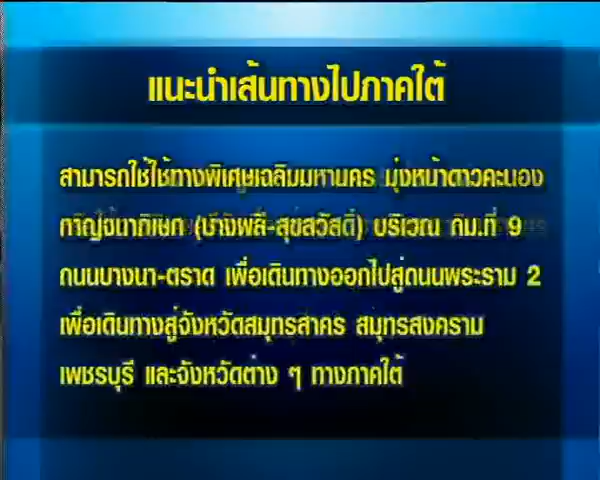 แนะนำเส้นทางไปภาคใต้
สามารถใช้ใช้ทางพิเศษเฉลิมมหานคร มุ่งหน้าดาวคะนอง
กาญจนาภิเษก (บางพลี-สุขสวัสดิ์) บริเวณ กม.ที่ 9
ถนนบางนา-ตราด เพื่อเดินทางออกไปสู่ถนนพระราม 2
เพื่อเดินทางสู่จังหวัดสมุทรสาคร สมุทรสงคราม
เพชรบุรี และจังหวัดต่าง ๆ ทางภาคใต้